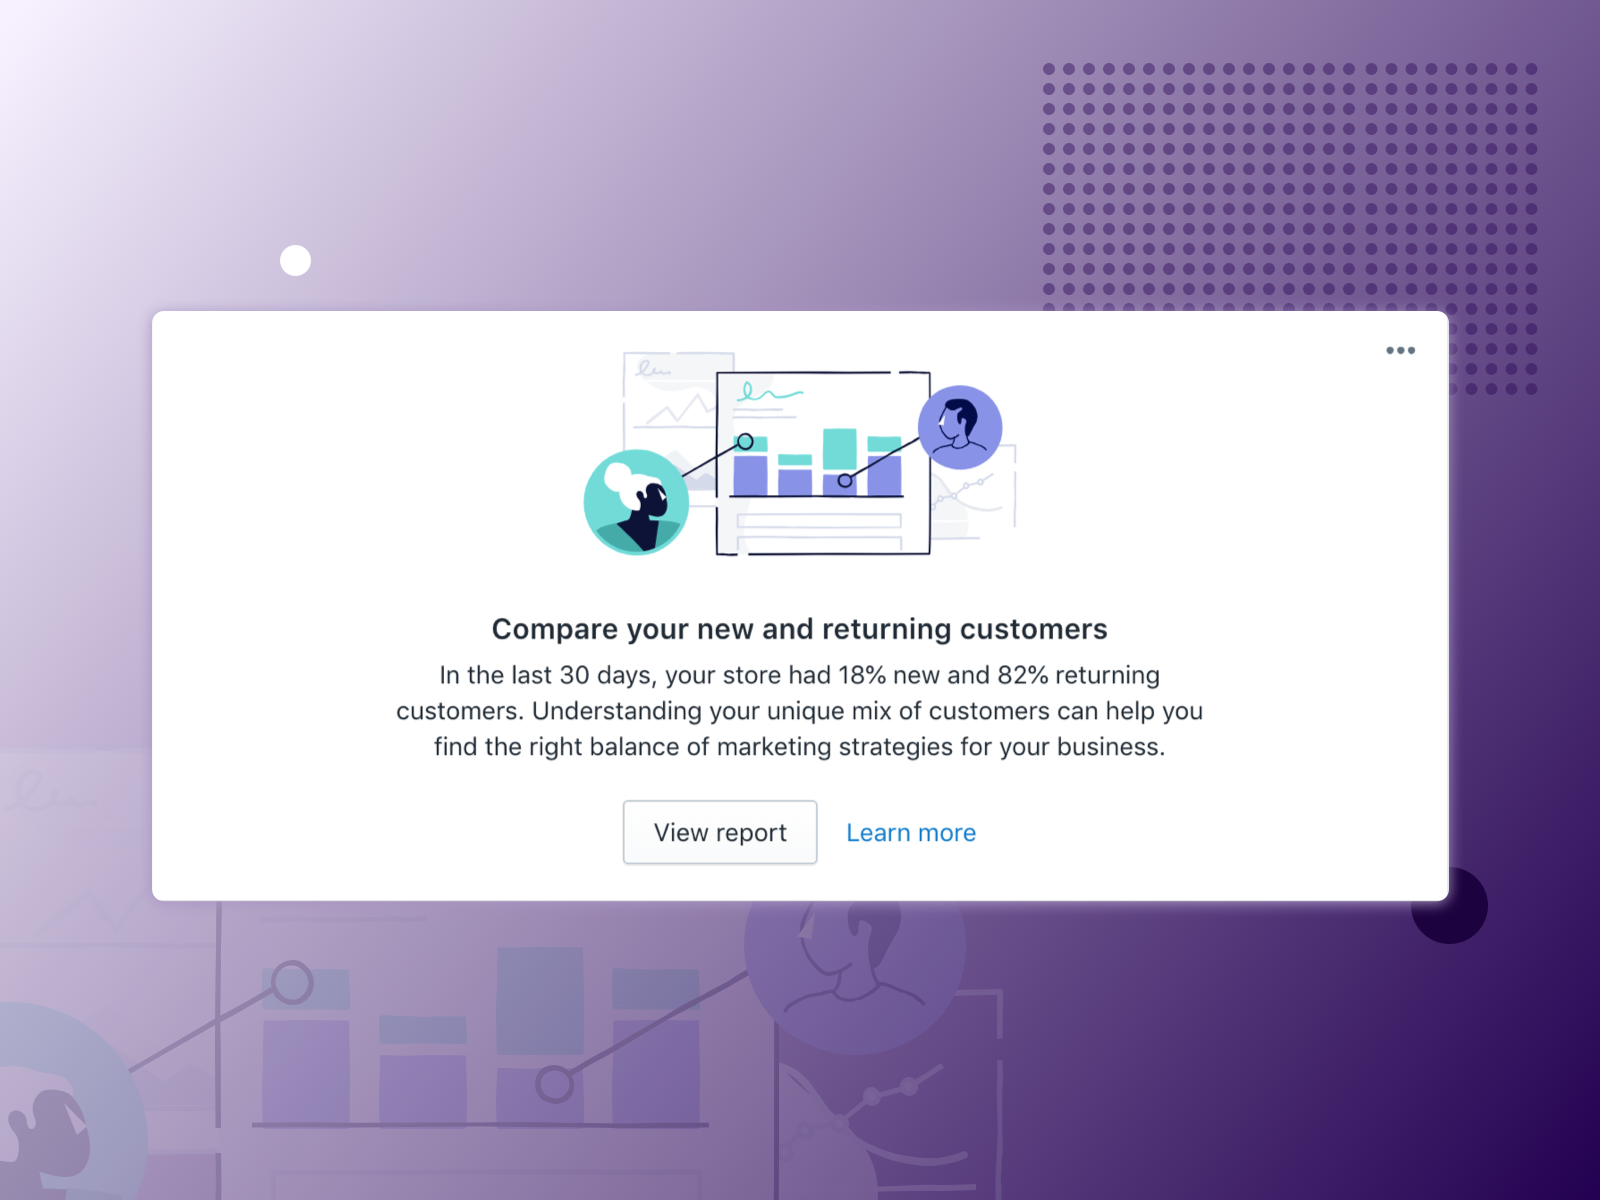 Compare your new and returning customers
In the last 30 days, your store had 18% new and 82% returning
customers. Understanding your unique mix of customers can help you
find the right balance of marketing strategies for your business.
View report
Learn more